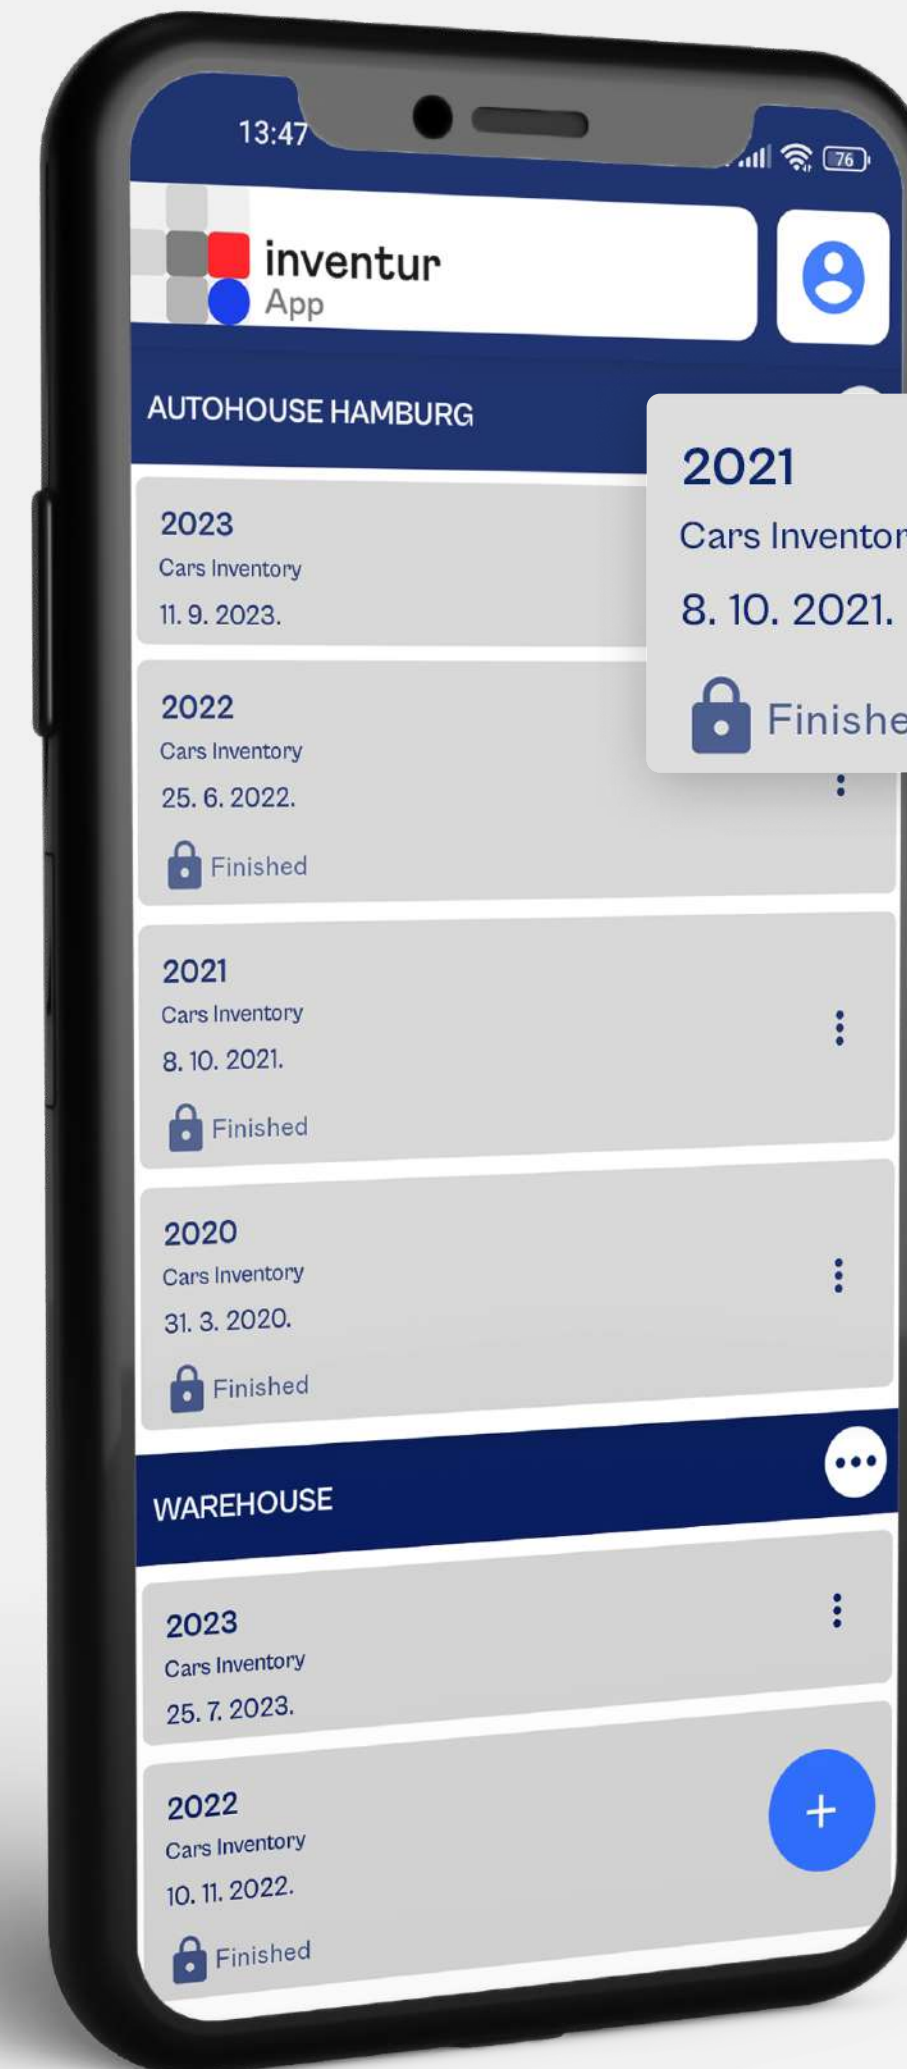 13:47
76
inventur
App
AUTOHOUSE HAMBURG
2023
Cars Inventory
11. 9. 2023.
2022
Cars Inventory
25. 6. 2022.
Finished
2021
Cars Inventory
8. 10. 2021.
Finished
2020
Cars Inventory
31. 3. 2020.
Finished
WAREHOUSE
2023
Cars Inventory
25. 7. 2023.
2022
Cars Inventory
10. 11. 2022.
Finished
+
2021
Cars
8. 10. 2021.